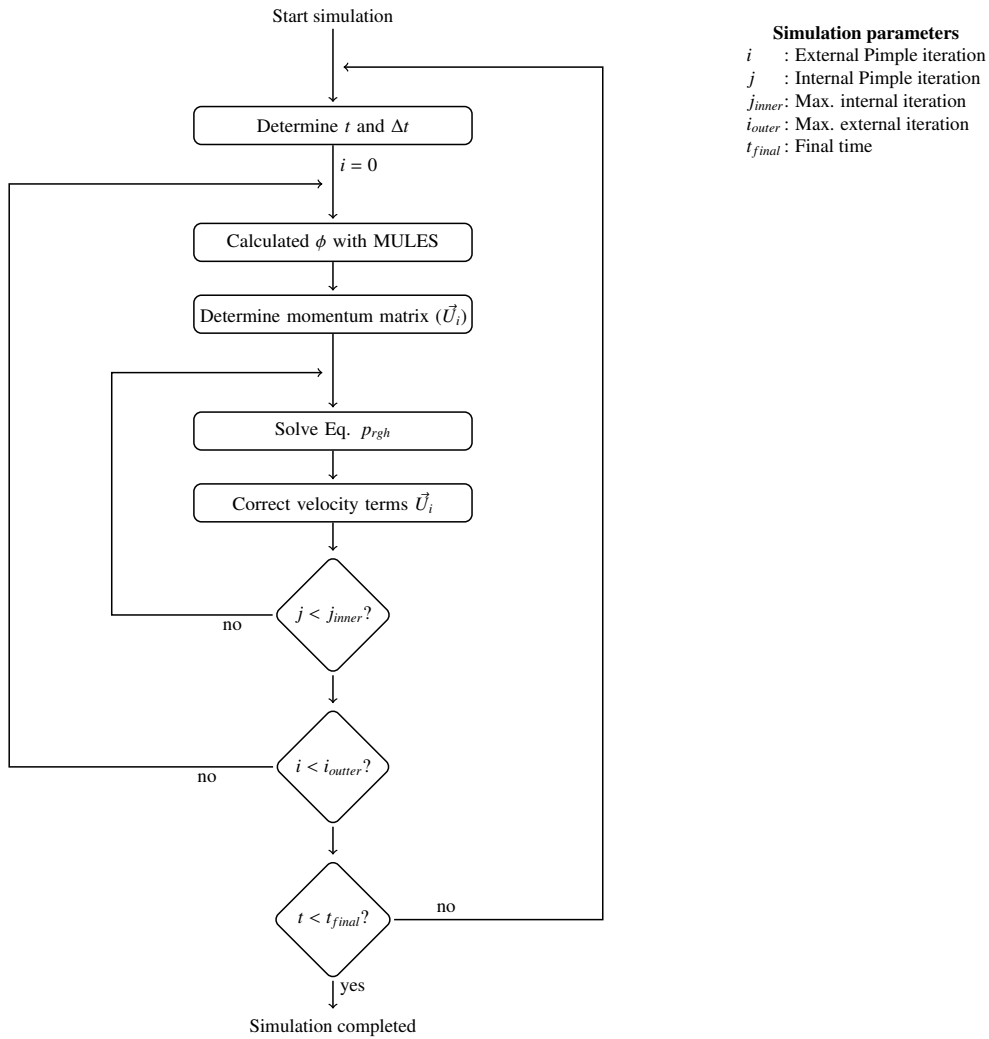 Start simulation
Simulation parameters
i : External Pimple iteration
j : Internal Pimple iteration
j_inner : Max. internal iteration
i_outer : Max. external iteration
t_final : Final time
Determine t and Δt
i = 0
Calculated ϕ with MULES
Determine momentum matrix (U⃗_i)
Solve Eq. p_rgh
Correct velocity terms U⃗_i
j < j_inner?
no
i < i_outter?
no
t < t_final?
no
yes
Simulation completed